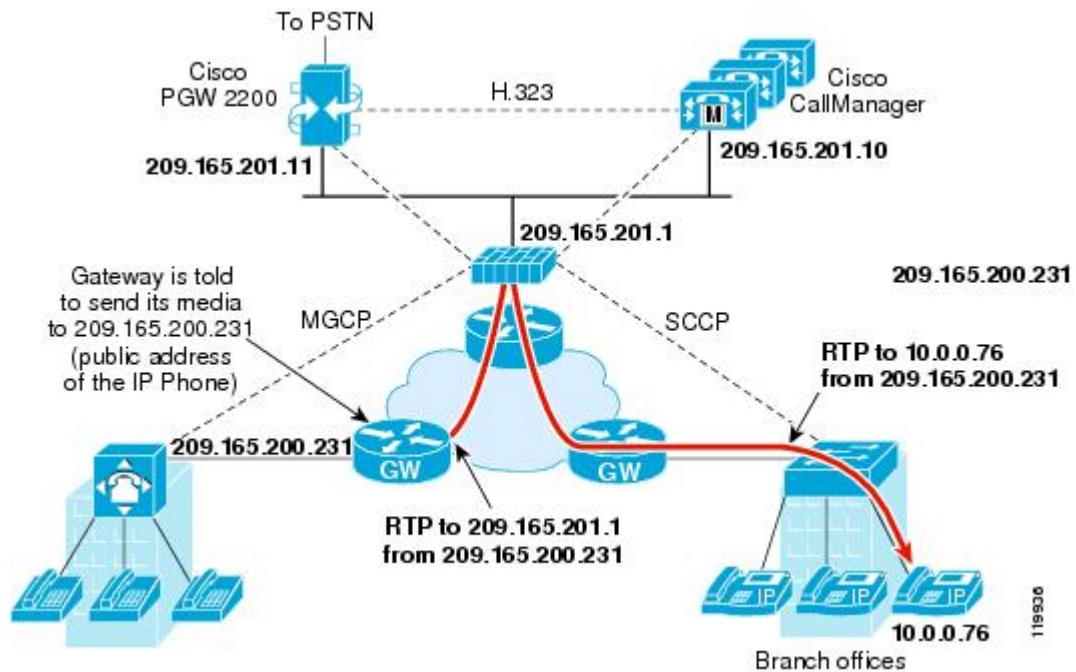 To PSTN
Cisco
PGW 2200
H.323
Cisco
CallManager
M
209.165.201.11
209.165.201.10
209.165.201.1
Gateway is told
to send its media
to 209.165.200.231
(public address
of the IP Phone)
MGCP
SCCP
209.165.200.231
RTP to 10.0.0.76
from 209.165.200.231
209.165.200.231
GW
GW
RTP to 209.165.201.1
from 209.165.200.231
IP
IP
IP
10.0.0.76
Branch offices
119936